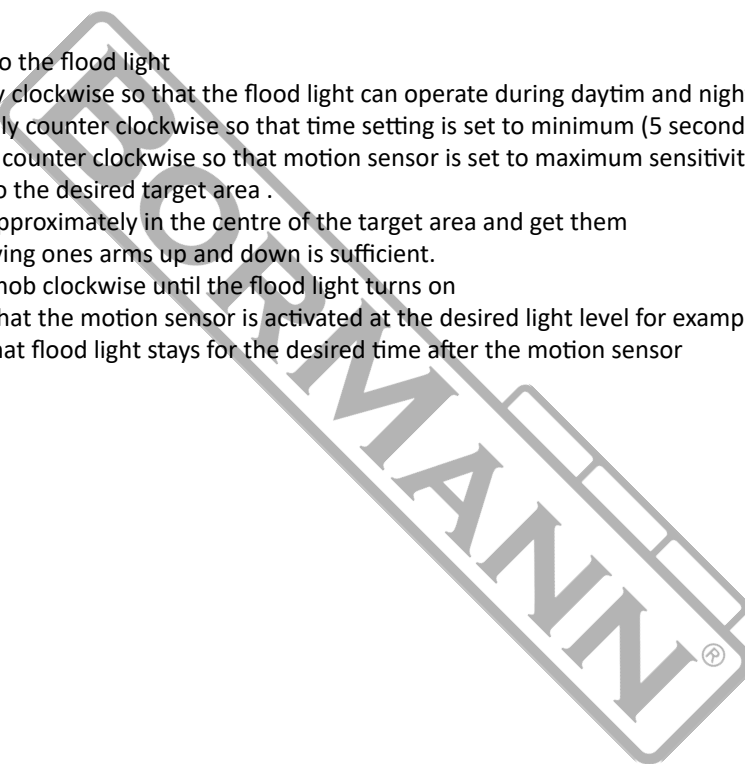 o the flood light
y clockwise so that the flood light can operate during daytim and nigh
ly counter clockwise so that time setting is set to minimum (5 second
counter clockwise so that motion sensor is set to maximum sensitivit
o the desired target area .
pproximately in the centre of the target area and get them
ving ones arms up and down is sufficient.
nob clockwise until the flood light turns on
hat the motion sensor is activated at the desired light level for examp
hat flood light stays for the desired time after the motion sensor
BORMANN®